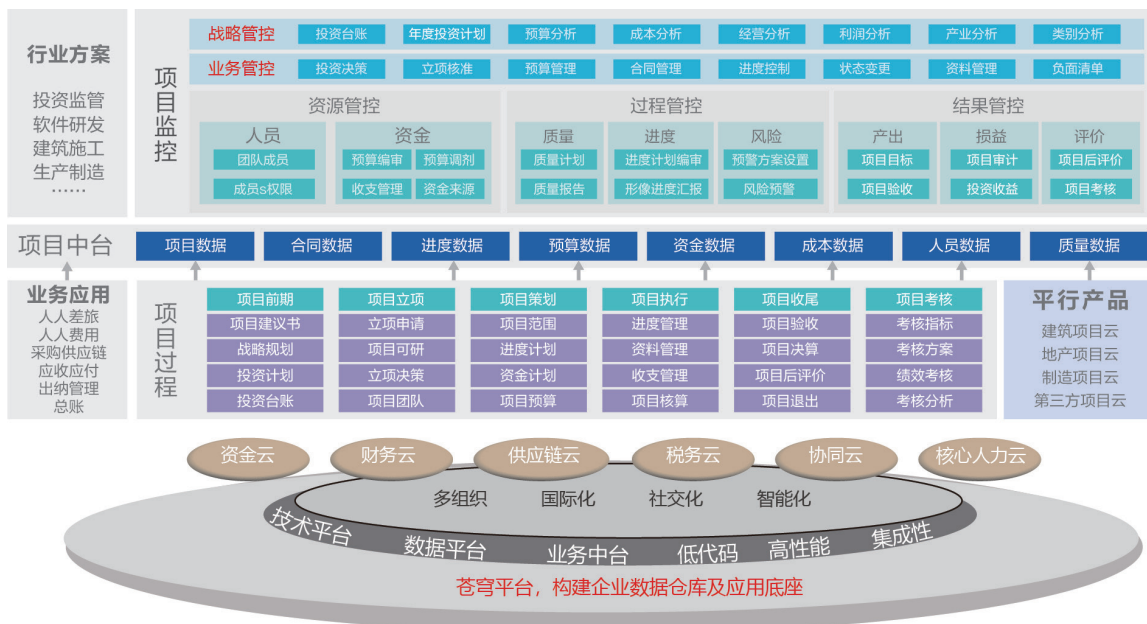 行业方案
投资监管
软件研发
建筑施工
生产制造
……
项目监控
战略管控 投资台账 年度投资计划 预算分析 成本分析 经营分析 利润分析 产业分析 类别分析
业务管控 投资决策 立项核准 预算管理 合同管理 进度控制 状态变更 资料管理 负面清单
资源管控 过程管控 结果管控
人员 资金 质量 进度 风险 产出 损益 评价
团队成员 预算编审 预算调剂 质量计划 进度计划编审 预警方案设置 项目目标 项目审计 项目后评价
成员s权限 收支管理 资金来源 质量报告 形像进度汇报 风险预警 项目验收 投资收益 项目考核
项目中台 项目数据 合同数据 进度数据 预算数据 资金数据 成本数据 人员数据 质量数据
业务应用
人人差旅
人人费用
采购供应链
应收应付
出纳管理
总账
项目过程
项目前期 项目立项 项目策划 项目执行 项目收尾 项目考核
项目建议书 立项申请 项目范围 进度管理 项目验收 考核指标
战略规划 项目可研 进度计划 资料管理 项目决算 考核方案
投资计划 立项决策 资金计划 收支管理 项目后评价 绩效考核
投资台账 项目团队 项目预算 项目核算 项目退出 考核分析
平行产品
建筑项目云
地产项目云
制造项目云
第三方项目云
资金云 财务云 供应链云 税务云 协同云 核心人力云
多组织 国际化 社交化 智能化
技术平台 数据平台 业务中台 低代码 高性能 集成性
苍穹平台，构建企业数据仓库及应用底座